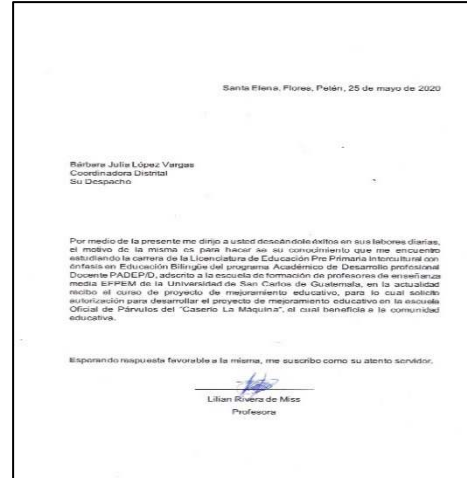 Santa Elena, Flores, Petén, 25 de mayo de 2020
Bárbara Julia López Vargas
Coordinadora Distrital
Su Despacho
Por medio de la presente me dirijo a usted deseándole éxitos en sus labores diarias,
el motivo de la misma es para hacer se su conocimiento que me encuentro
estudiando la carrera de la Licenciatura de Educación Pre Primaria Intercultural con
énfasis en Educación Bilingüe del programa Académico de Desarrollo profesional
Docente PADEP/D, adscrito a la escuela de formación de profesores de enseñanza
media EFPEM de la Universidad de San Carlos de Guatemala, en la actualidad
recibo el curso de proyecto de mejoramiento educativo, para lo cual solicito
autorización para desarrollar el proyecto de mejoramiento educativo en la escuela
Oficial de Párvulos del "Caserío La Máquina", el cual beneficia a la comunidad
educativa.
Esperando respuesta favorable a la misma, me suscribo como su atento servidor.
Lilian Rivera de Miss
Profesora